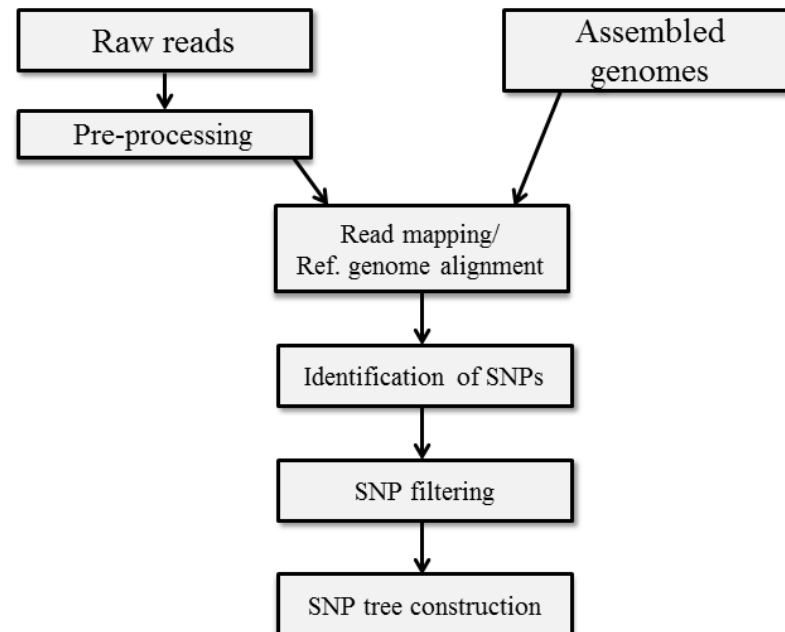 Raw reads
Assembled
genomes
Pre-processing
Read mapping/
Ref. genome alignment
Identification of SNPs
SNP filtering
SNP tree construction